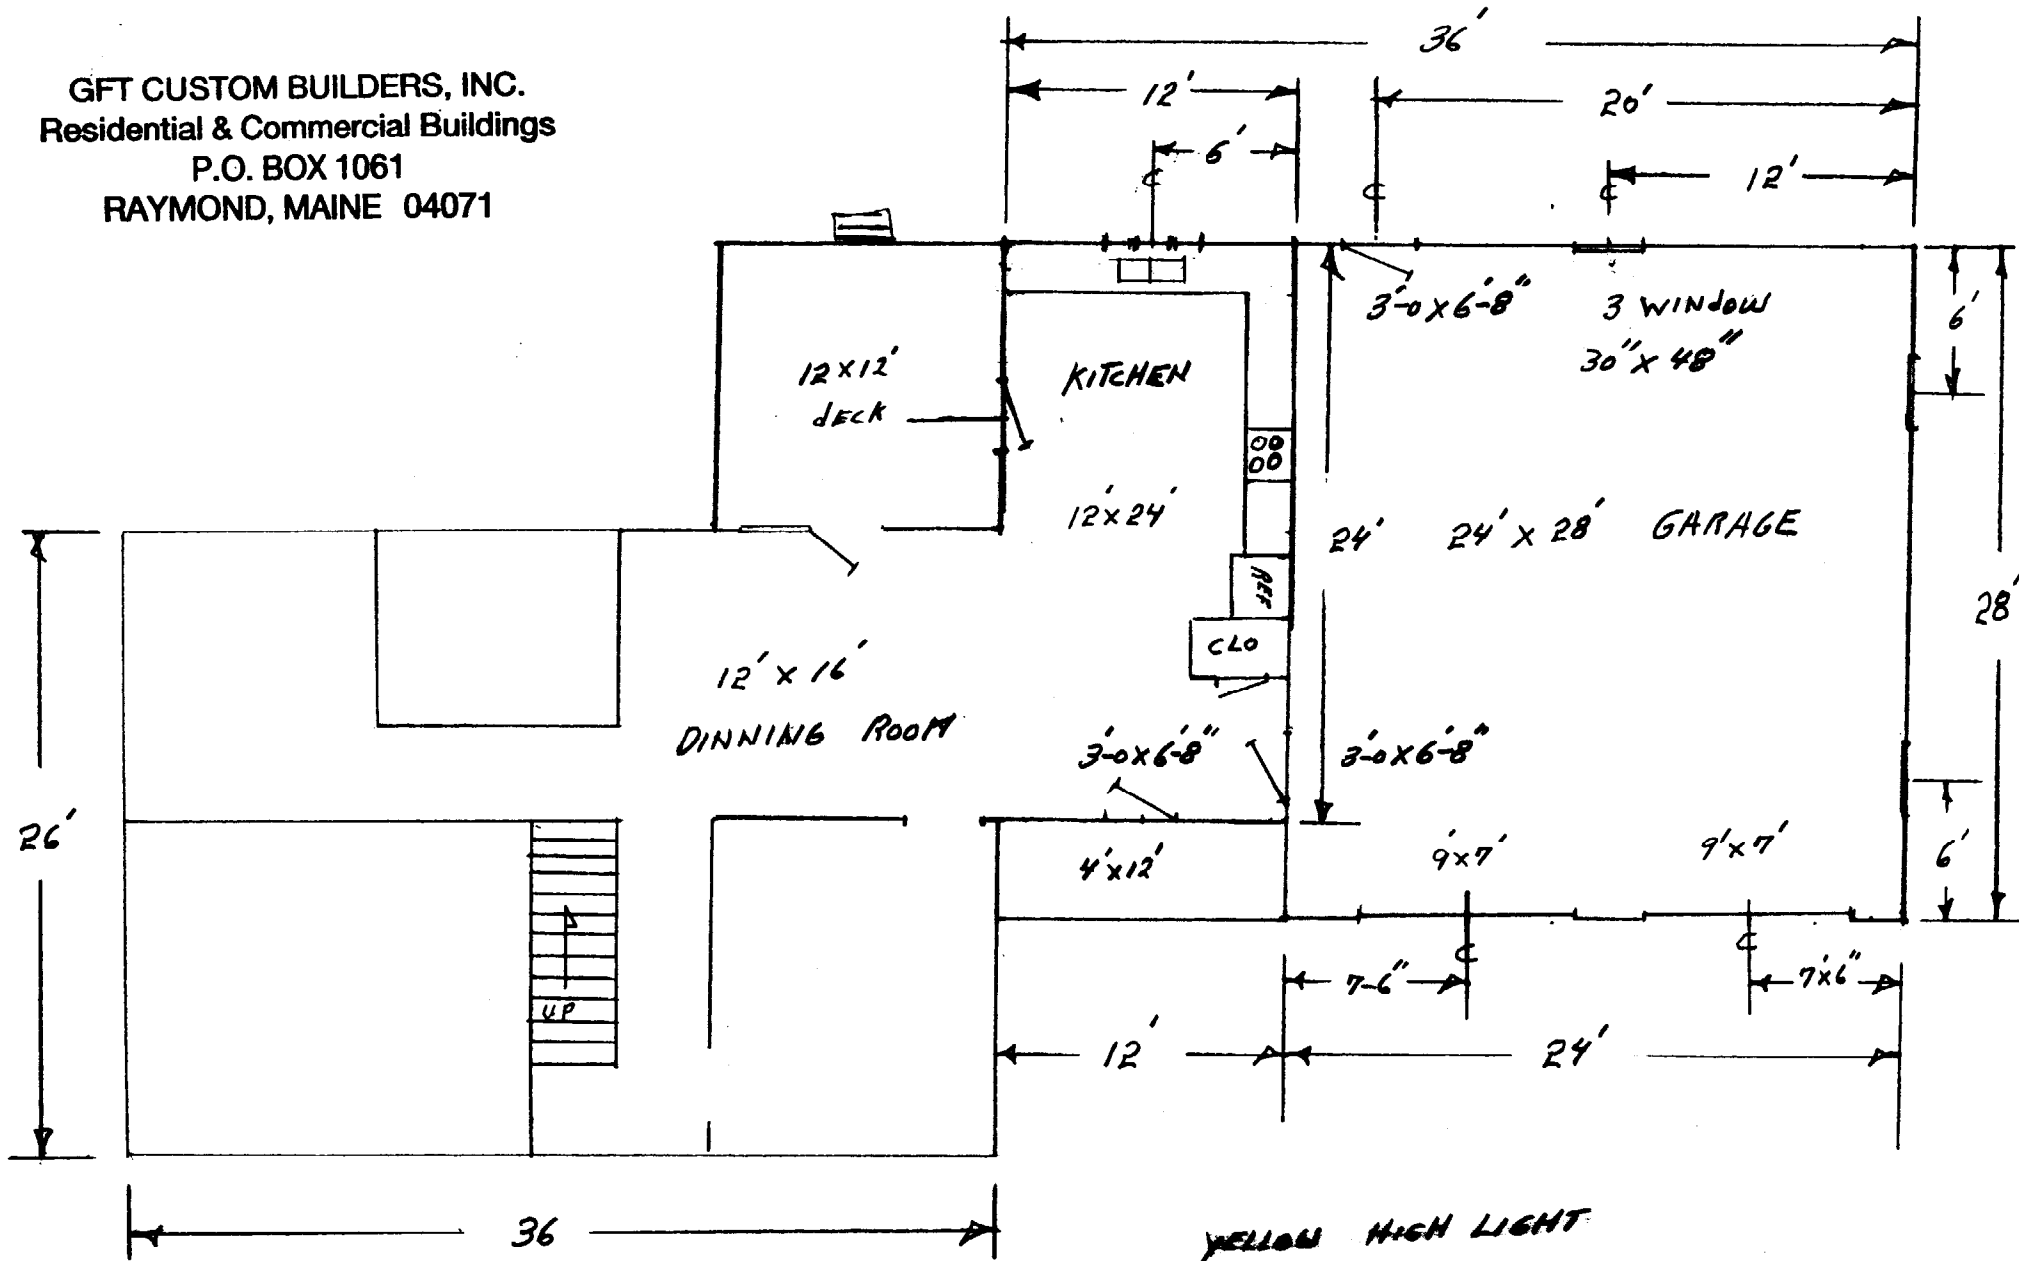 GFT CUSTOM BUILDERS, INC.
Residential & Commercial Buildings
P.O. BOX 1061
RAYMOND, MAINE 04071
36'
12'
20'
6'
12'
C
C
C
3'-0x6'-8"
3 WINDOW
30"x48"
6'
12x12'
dECK
KITCHEN
12'x24'
24'
24' x 28' GARAGE
28'
REF
CLO
12' x 16'
DINNING ROOM
3'-0x6'-8"
3'-0x6'-8"
26'
4'x12'
9'x7'
9'x7'
6'
C
C
7-6"
7'x6"
UP
12'
24'
36
YELLOW HIGH LIGHT